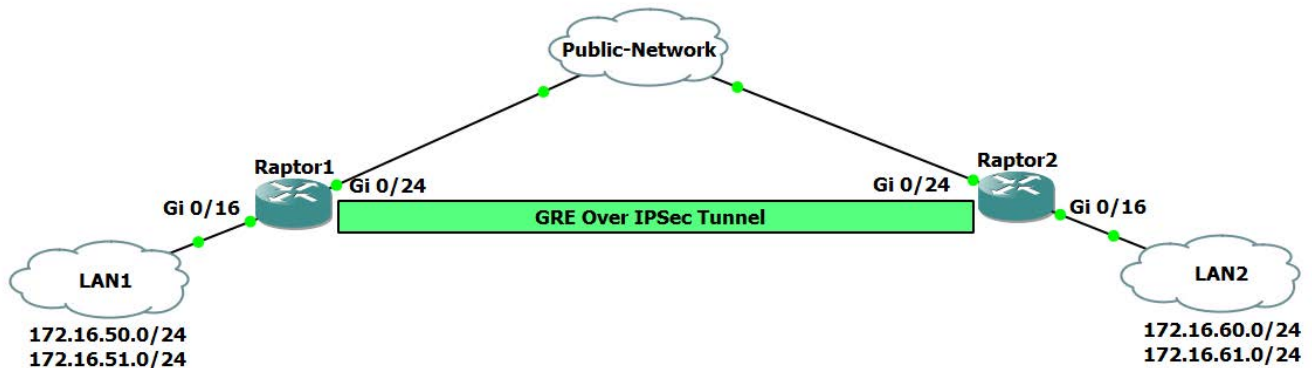 Public-Network
Raptor1
Raptor2
Gi 0/24
Gi 0/24
Gi 0/16
Gi 0/16
GRE Over IPSec Tunnel
LAN1
LAN2
172.16.50.0/24
172.16.51.0/24
172.16.60.0/24
172.16.61.0/24